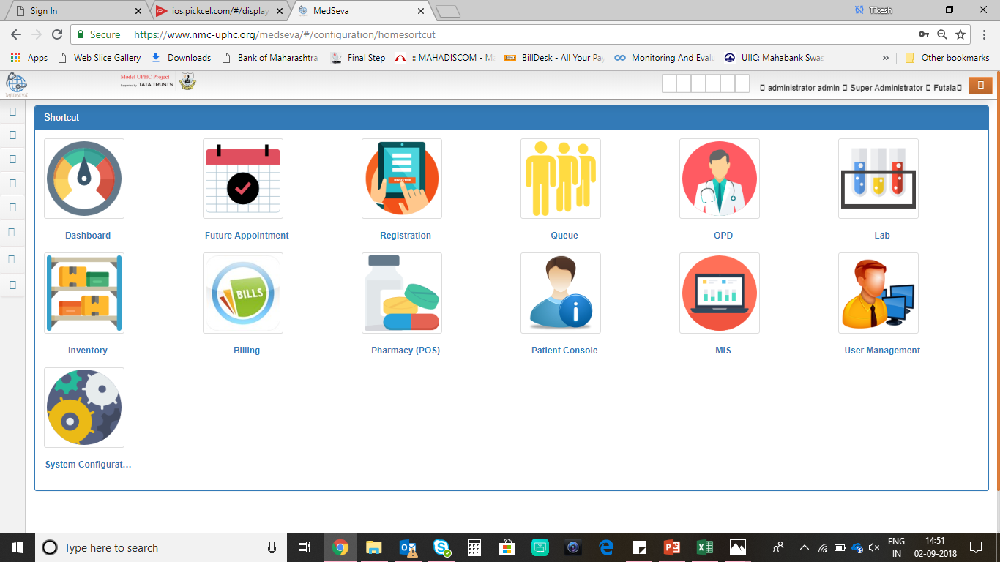 Sign In
ios.pickcel.com/#/display
MedSeva
Tikesh
Secure
https://www.nmc-uphc.org/medseva/#/configuration/homesortcut
Apps
Web Slice Gallery
Downloads
Bank of Maharashtra
Final Step
:: MAHADISCOM - M
BillDesk - All Your Pay
Monitoring And Eval
UIIC: Mahabank Swas
»
Other bookmarks
MEDSEVA
Model UPHC Project
Supported by TATA TRUSTS
administrator admin
Super Administrator
Futala
Shortcut
REGISTER
Dashboard
Future Appointment
Registration
Queue
OPD
Lab
BILLS
i
Inventory
Billing
Pharmacy (POS)
Patient Console
MIS
User Management
System Configurat...
Type here to search
ENG
IN
14:51
02-09-2018